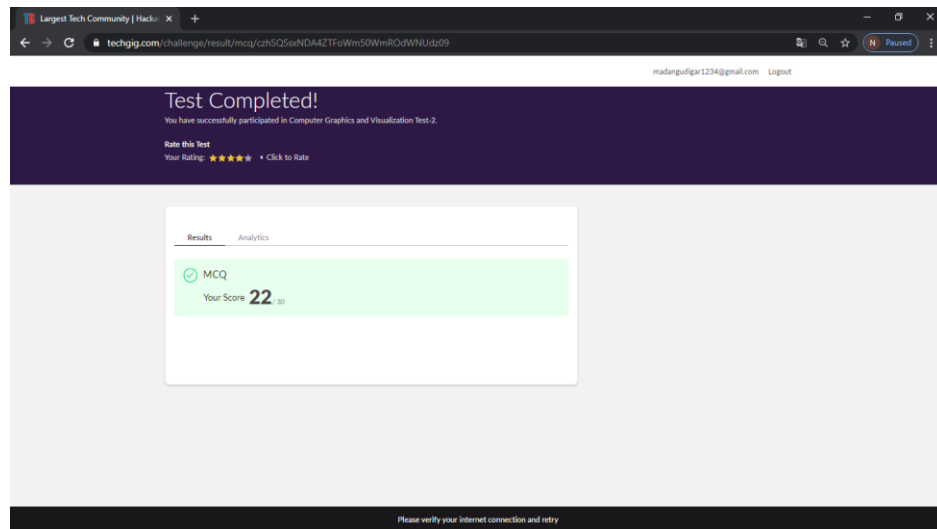 Largest Tech Community | Hacka
techgig.com/challenge/result/mcq/czhSQSsxNDA4ZTFoWm50WmROdWNUdz09
N Paused
madangudigar1234@gmail.com Logout
Test Completed!
You have successfully participated in Computer Graphics and Visualization Test-2.
Rate this Test
Your Rating: Click to Rate
Results Analytics
MCQ
Your Score 22 / 30
Please verify your internet connection and retry